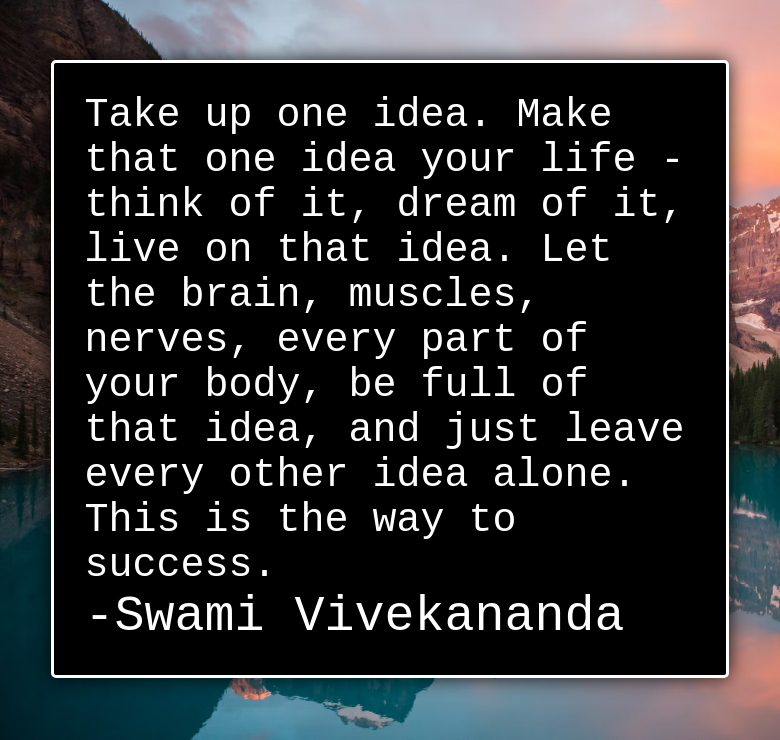 Take up one idea. Make
that one idea your life -
think of it, dream of it,
live on that idea. Let
the brain, muscles,
nerves, every part of
your body, be full of
that idea, and just leave
every other idea alone.
This is the way to
success.
-Swami Vivekananda